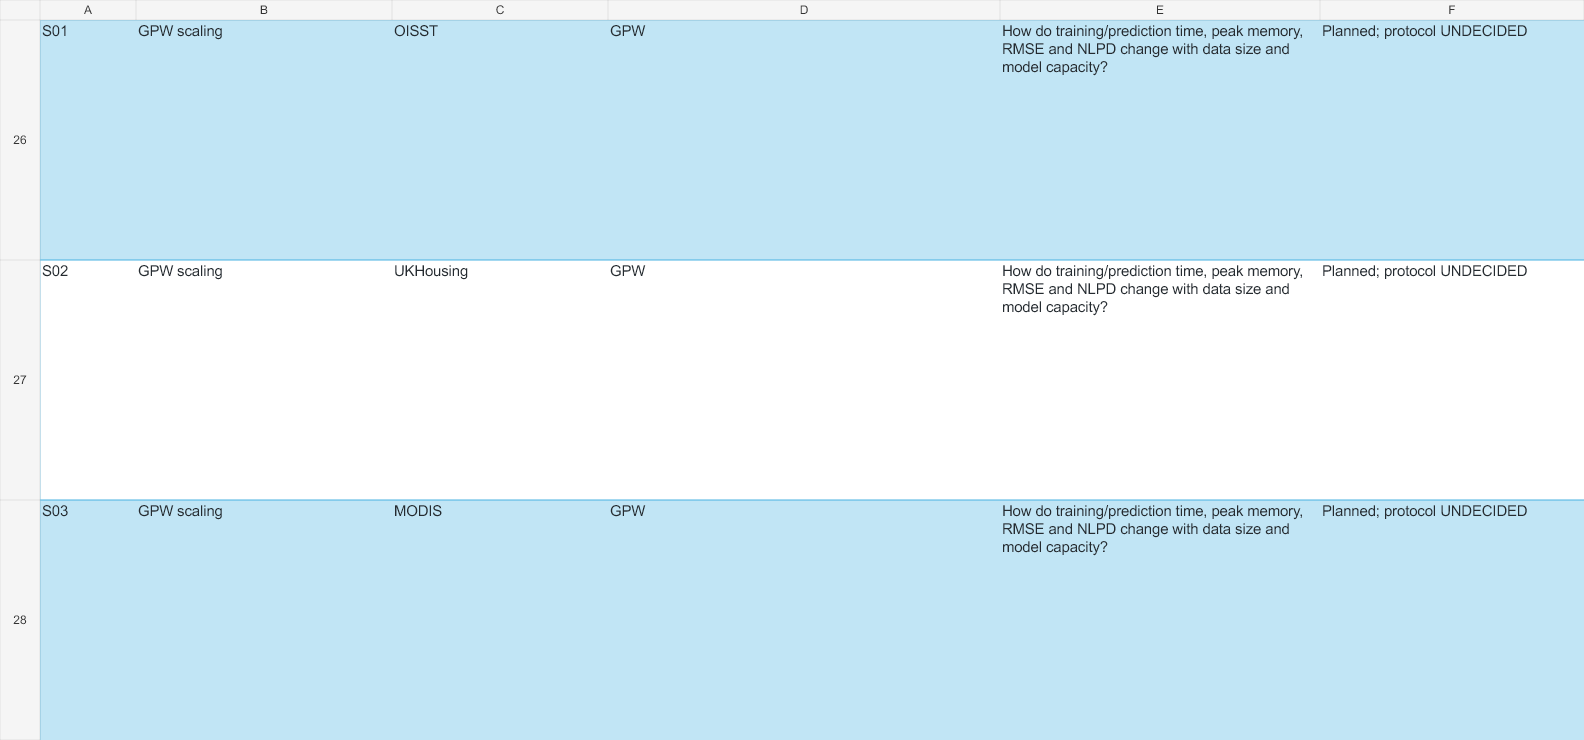 A B C D E F
26
S01 GPW scaling OISST GPW How do training/prediction time, peak memory, Planned; protocol UNDECIDED
RMSE and NLPD change with data size and
model capacity?
27
S02 GPW scaling UKHousing GPW How do training/prediction time, peak memory, Planned; protocol UNDECIDED
RMSE and NLPD change with data size and
model capacity?
28
S03 GPW scaling MODIS GPW How do training/prediction time, peak memory, Planned; protocol UNDECIDED
RMSE and NLPD change with data size and
model capacity?